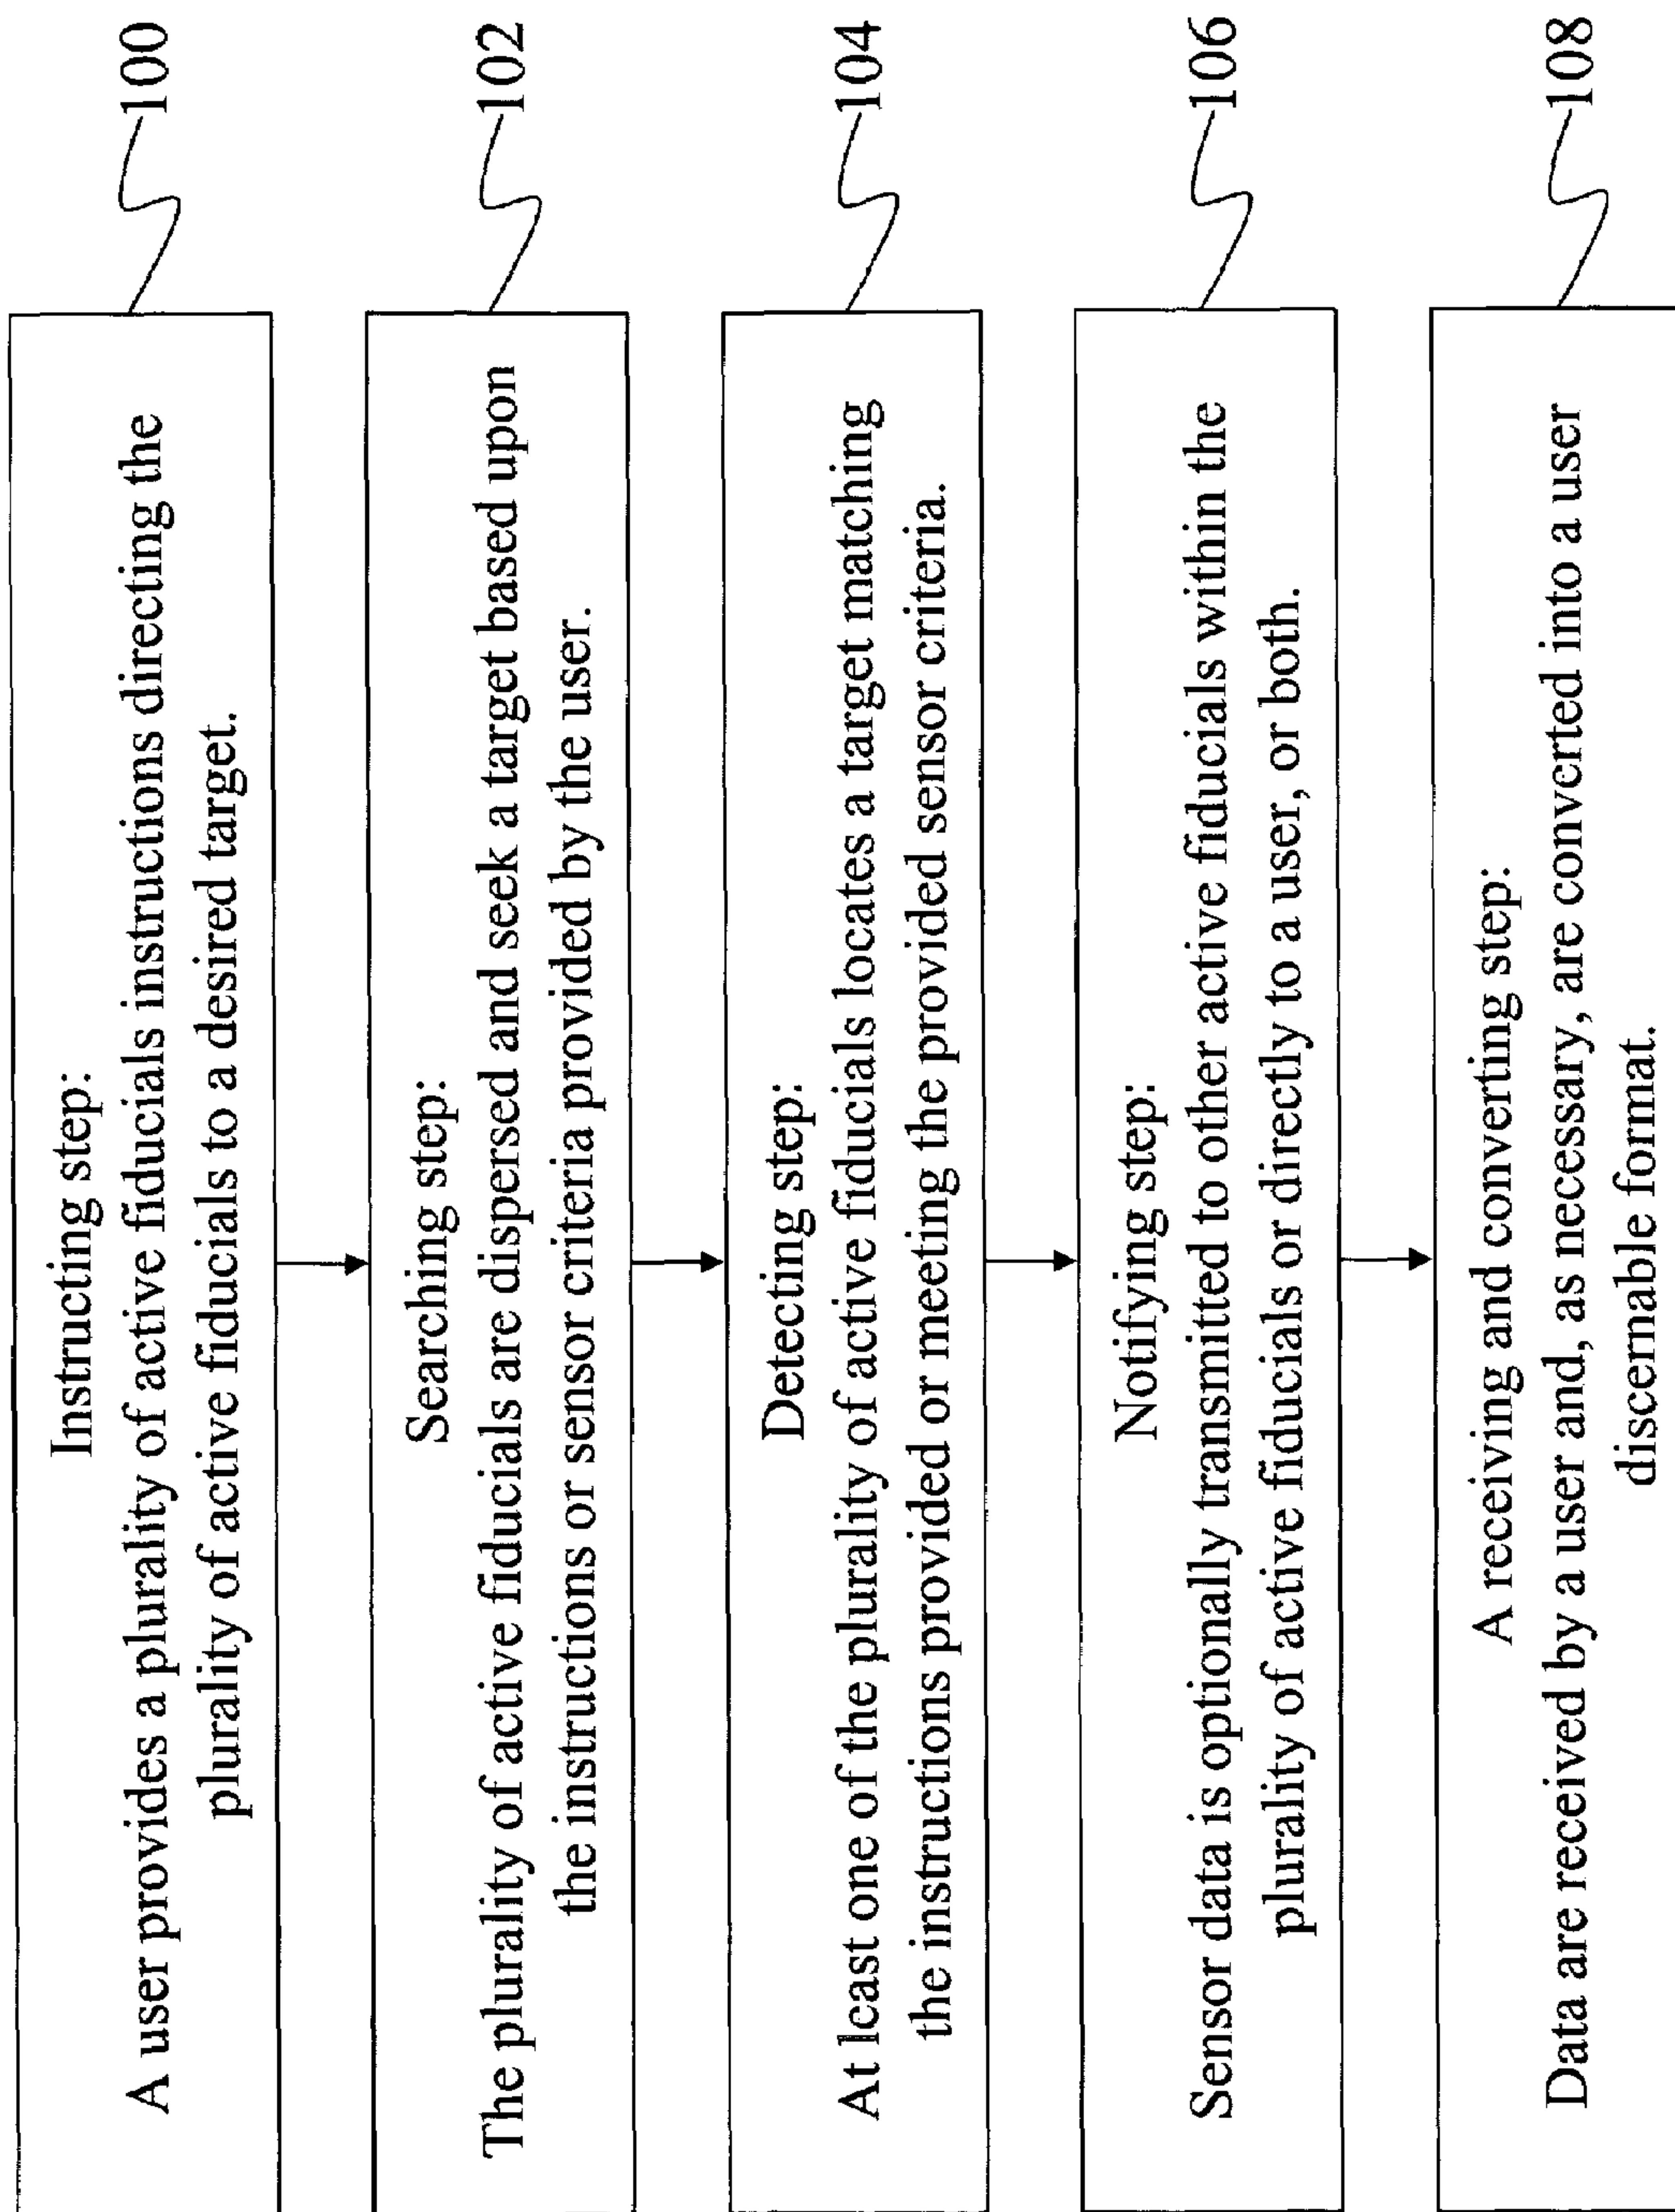 Instructing step:
A user provides a plurality of active fiducials instructions directing the
plurality of active fiducials to a desired target.
100
Searching step:
The plurality of active fiducials are dispersed and seek a target based upon
the instructions or sensor criteria provided by the user.
102
Detecting step:
At least one of the plurality of active fiducials locates a target matching
the instructions provided or meeting the provided sensor criteria.
104
Notifying step:
Sensor data is optionally transmitted to other active fiducials within the
plurality of active fiducials or directly to a user, or both.
106
A receiving and converting step:
Data are received by a user and, as necessary, are converted into a user
discernable format.
108